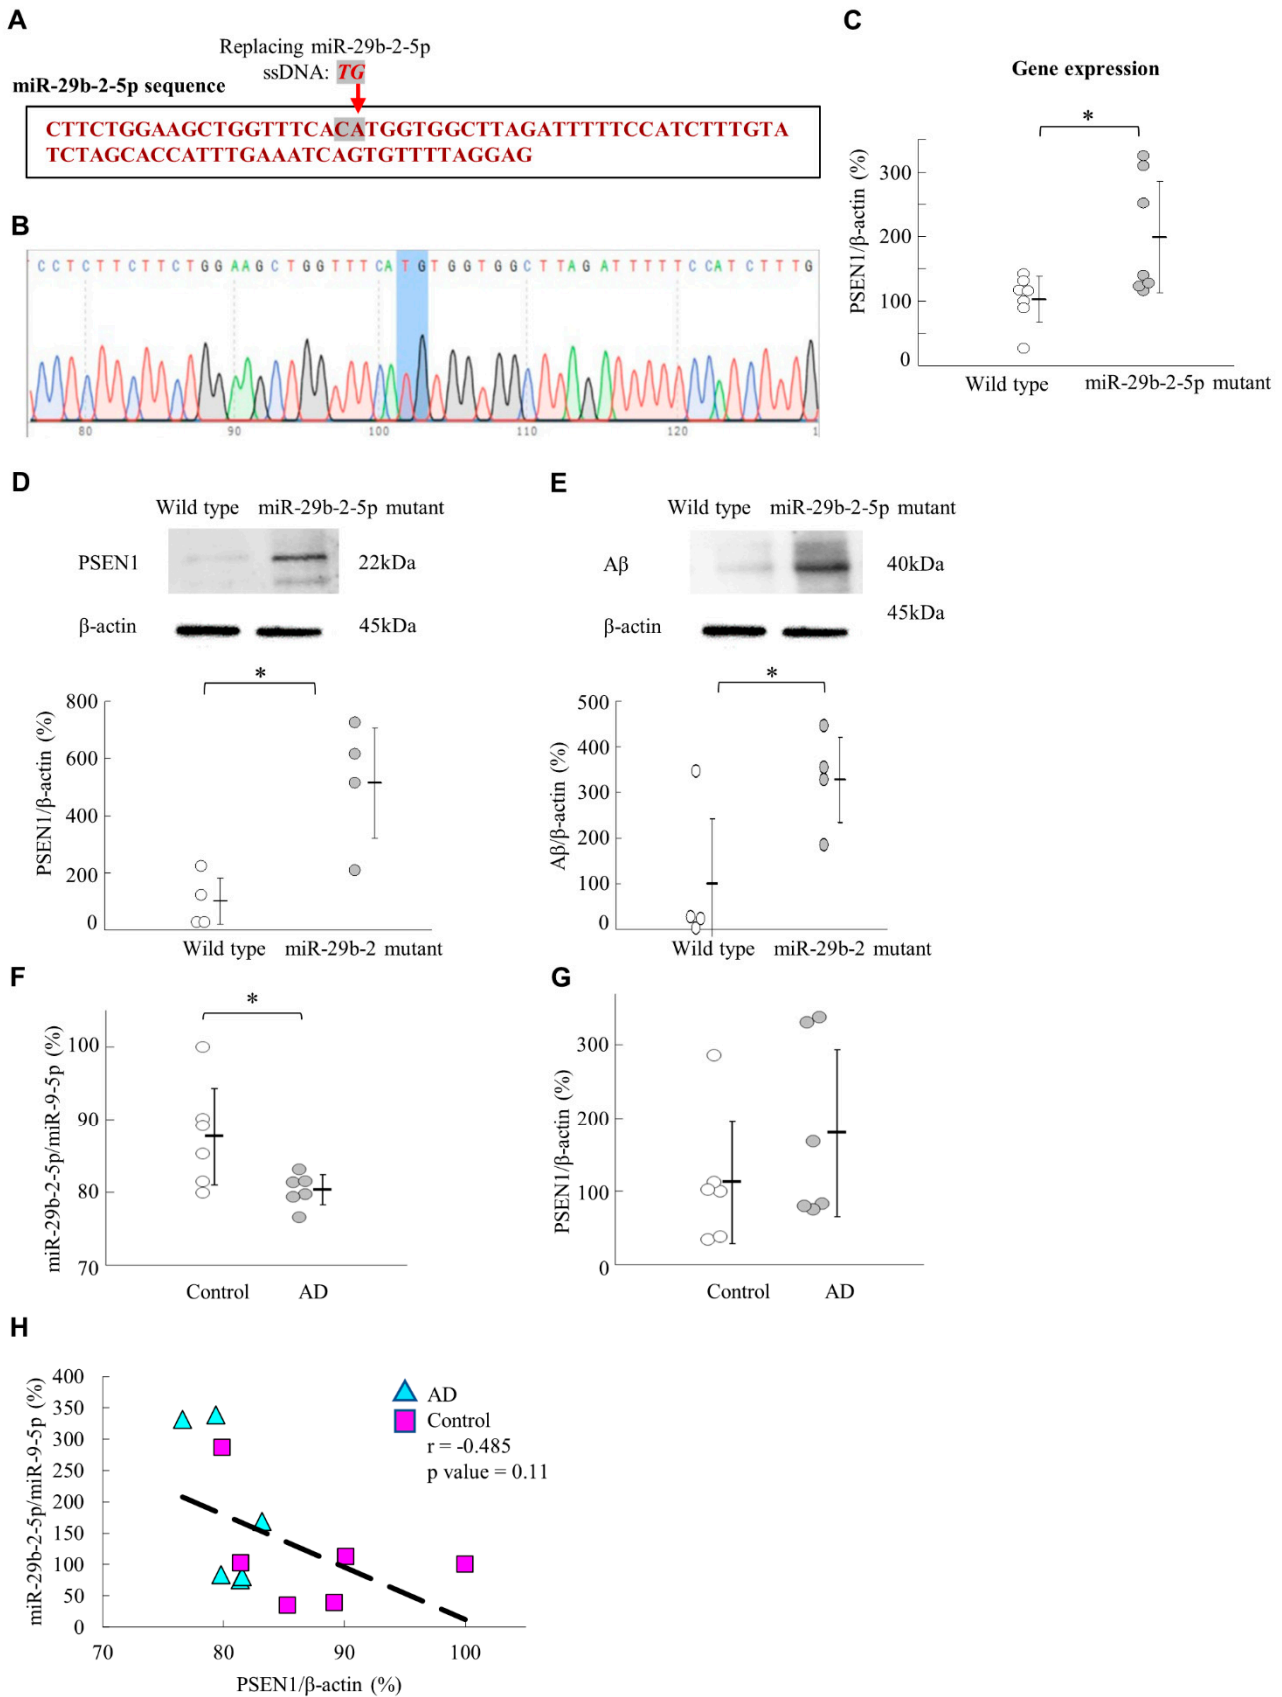 A
Replacing miR-29b-2-5p
ssDNA: TG
miR-29b-2-5p sequence
CTTCTGGAAGCTGGTTTCACATGGTGGCTTAGATTTTTCCATCTTTGTA
TCTAGCACCATTTGAAATCAGTGTTTTAGGAG
B
C C T C T T C T T C T G G A A G C T G G T T T C A T G T G G T G G C T T A G A T T T T T C C A T C T T T G
80 90 100 110 120 1
C
Gene expression
*
PSEN1/β-actin (%)
300
200
100
0
Wild type miR-29b-2-5p mutant
D
Wild type miR-29b-2-5p mutant
PSEN1 22kDa
β-actin 45kDa
*
PSEN1/β-actin (%)
800
600
400
200
0
Wild type miR-29b-2 mutant
E
Wild type miR-29b-2-5p mutant
Aβ 40kDa
45kDa
β-actin
*
Aβ/β-actin (%)
500
400
300
200
100
0
Wild type miR-29b-2 mutant
F
*
miR-29b-2-5p/miR-9-5p (%)
100
90
80
70
Control AD
G
PSEN1/β-actin (%)
300
200
100
0
Control AD
H
miR-29b-2-5p/miR-9-5p (%)
400
350
300
250
200
150
100
50
0
70 80 90 100
PSEN1/β-actin (%)
AD
Control
r = -0.485
p value = 0.11